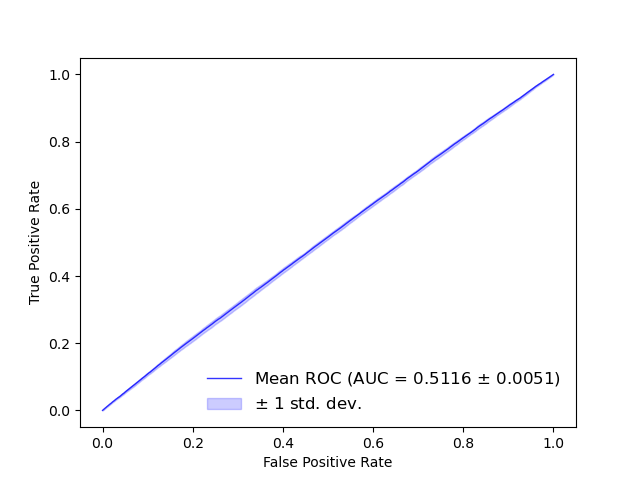 1.0
0.8
0.6
0.4
0.2
0.0
True Positive Rate
Mean ROC (AUC = 0.5116 ± 0.0051)
± 1 std. dev.
0.0 0.2 0.4 0.6 0.8 1.0
False Positive Rate